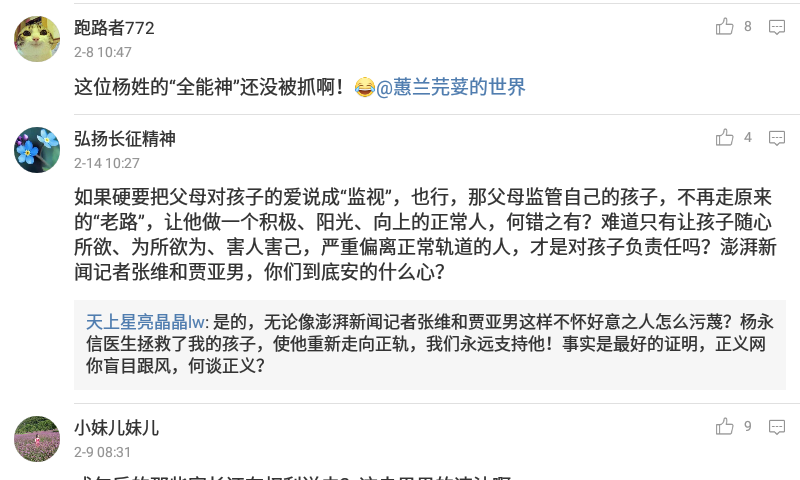 跑路者772
8
2-8 10:47
这位杨姓的“全能神”还没被抓啊！😂@蕙兰芫荽的世界
弘扬长征精神
4
2-14 10:27
如果硬要把父母对孩子的爱说成“监视”，也行，那父母监管自己的孩子，不再走原来
的“老路”，让他做一个积极、阳光、向上的正常人，何错之有？难道只有让孩子随心
所欲、为所欲为、害人害己，严重偏离正常轨道的人，才是对孩子负责任吗？澎湃新
闻记者张维和贾亚男，你们到底安的什么心？
天上星亮晶晶lw: 是的，无论像澎湃新闻记者张维和贾亚男这样不怀好意之人怎么污蔑？杨永
信医生拯救了我的孩子，使他重新走向正轨，我们永远支持他！事实是最好的证明，正义网
你盲目跟风，何谈正义？
小妹儿妹儿
9
2-9 08:31